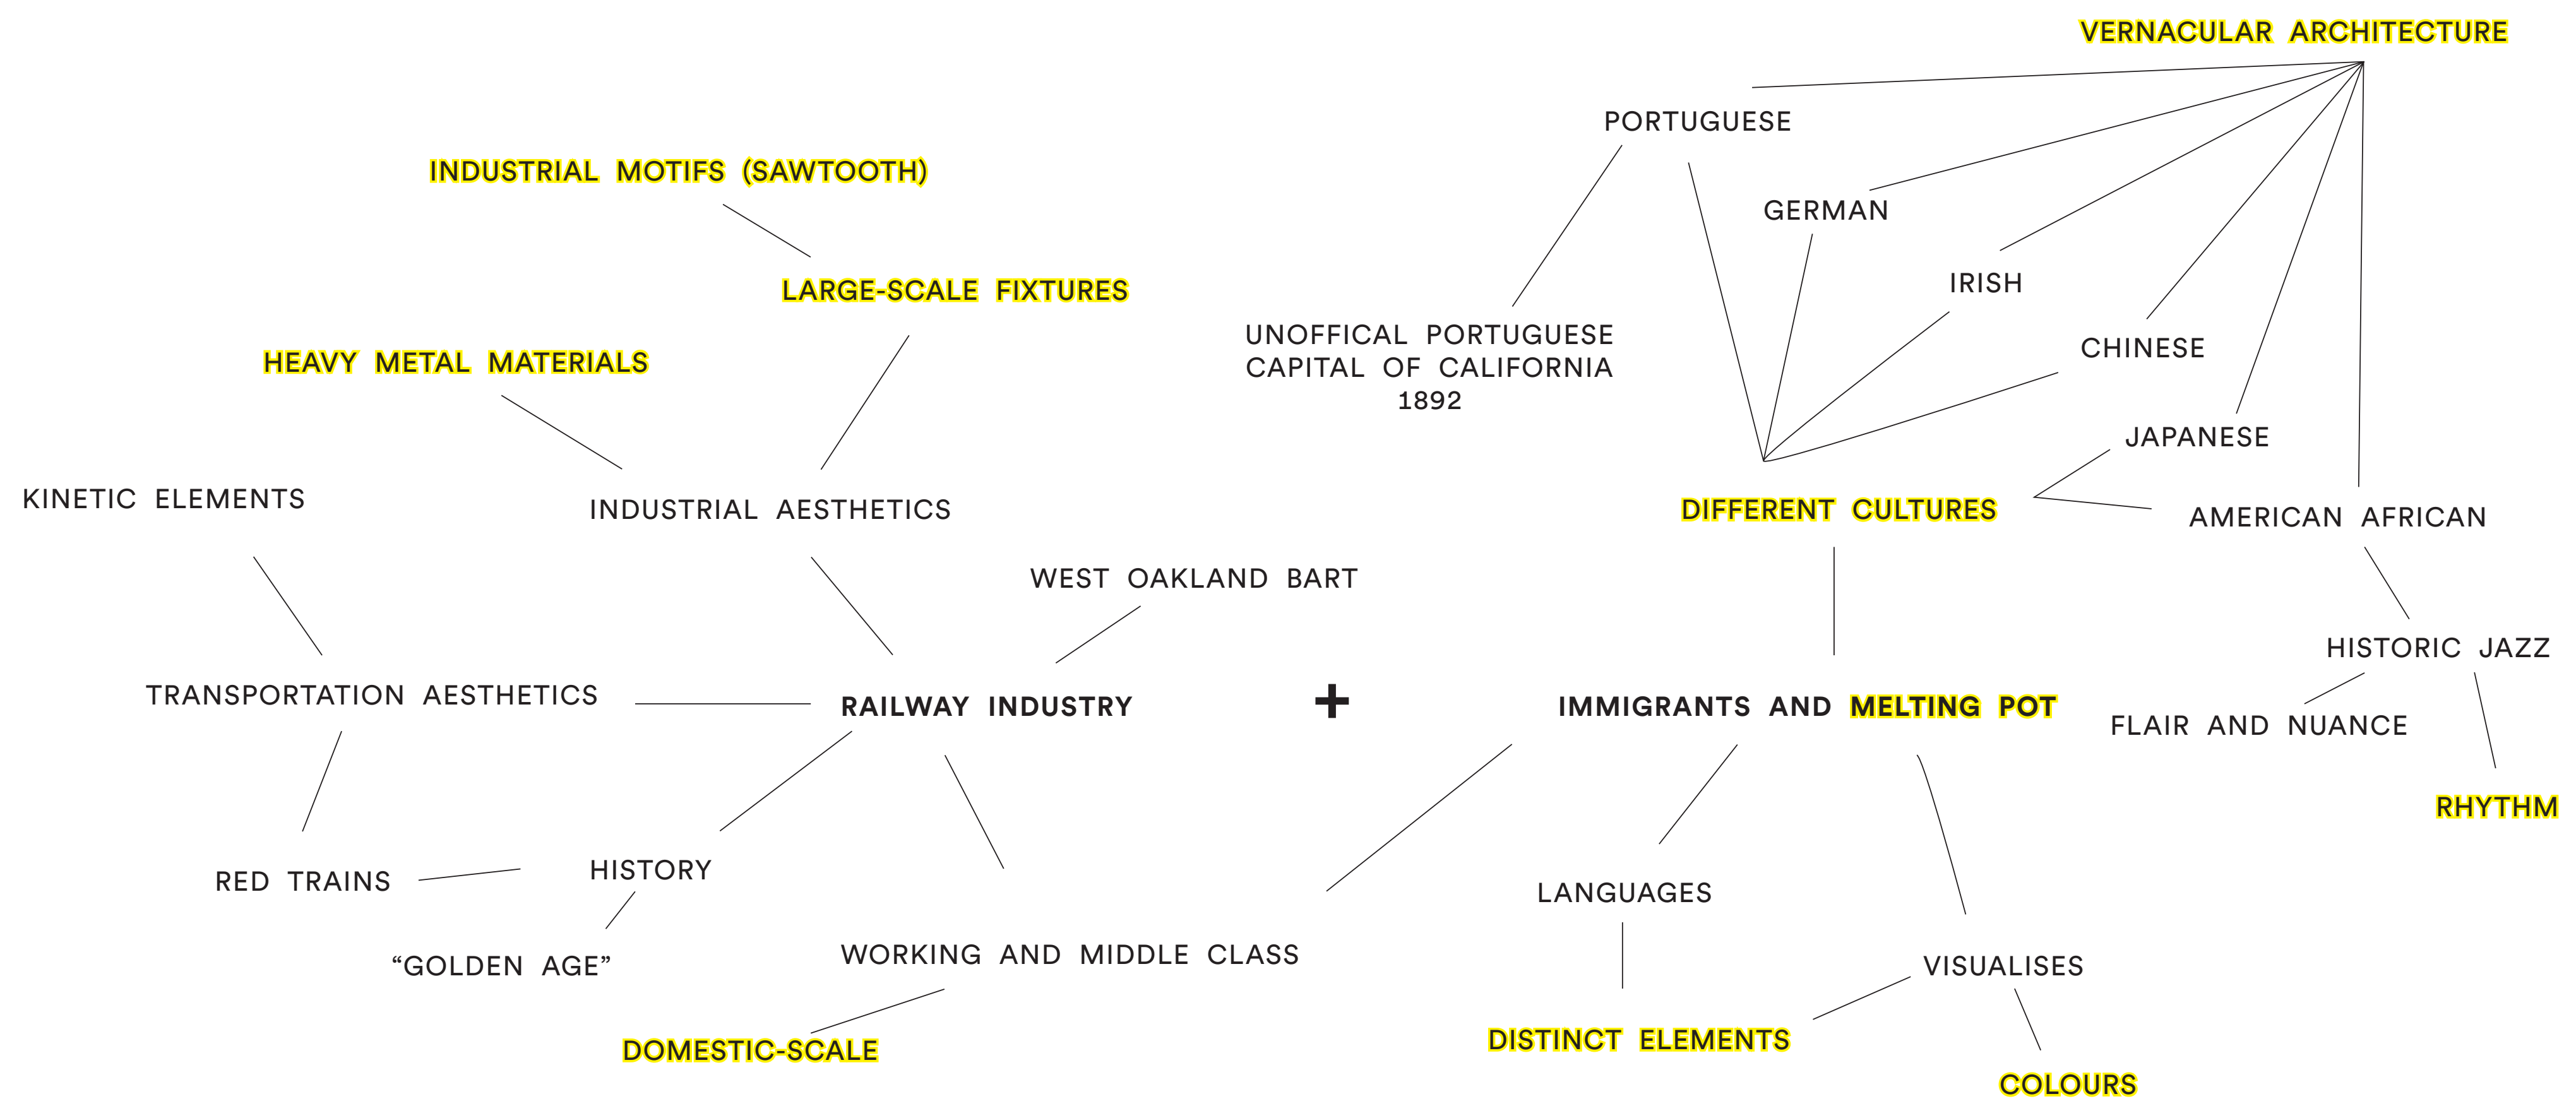 VERNACULAR ARCHITECTURE
PORTUGUESE
INDUSTRIAL MOTIFS (SAWTOOTH)
GERMAN
LARGE-SCALE FIXTURES
IRISH
UNOFFICAL PORTUGUESE
CAPITAL OF CALIFORNIA
1892
CHINESE
HEAVY METAL MATERIALS
JAPANESE
KINETIC ELEMENTS
INDUSTRIAL AESTHETICS
DIFFERENT CULTURES
AMERICAN AFRICAN
WEST OAKLAND BART
HISTORIC JAZZ
TRANSPORTATION AESTHETICS
RAILWAY INDUSTRY
+
IMMIGRANTS AND MELTING POT
FLAIR AND NUANCE
RHYTHM
RED TRAINS
HISTORY
LANGUAGES
“GOLDEN AGE”
WORKING AND MIDDLE CLASS
VISUALISES
DOMESTIC-SCALE
DISTINCT ELEMENTS
COLOURS